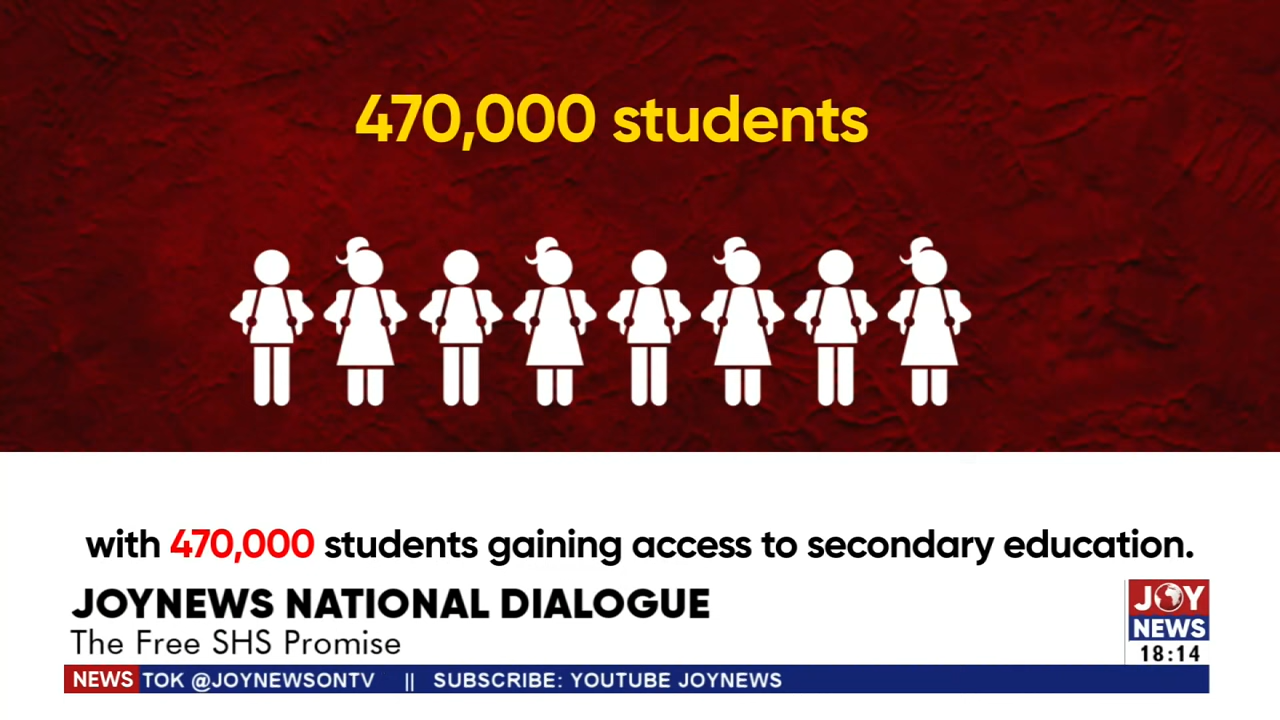 470,000 students
with 470,000 students gaining access to secondary education.
JOYNEWS NATIONAL DIALOGUE
The Free SHS Promise
JOY
NEWS
18:14
NEWS TOK @JOYNEWSONTV || SUBSCRIBE: YOUTUBE JOYNEWS